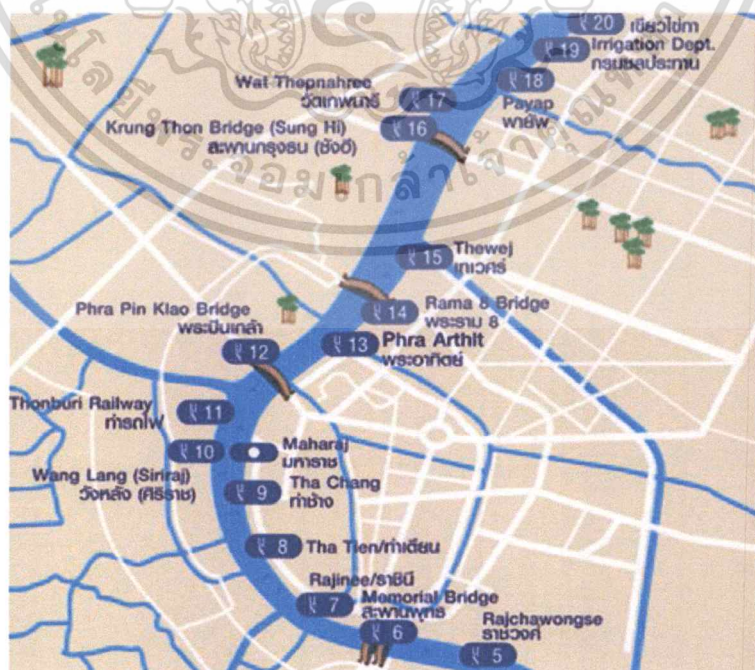 20 เขียวไข่กา
19 Irrigation Dept.
กรมชลประทาน
18
Payap
พายัพ
Wat Thepnahree
วัดเทพนารี
17
Krung Thon Bridge (Sung Hi)
สะพานกรุงธน (ซังฮี้)
16
15 Thewej
เทเวศร์
14 Rama 8 Bridge
พระราม 8
13 Phra Arthit
พระอาทิตย์
Phra Pin Klao Bridge
พระปิ่นเกล้า
12
Thonburi Railway
ท่ารถไฟ
11
10
Wang Lang (Siriraj)
วังหลัง (ศิริราช)
Maharaj
มหาราช
9 Tha Chang
ท่าช้าง
8 Tha Tien/ท่าเตียน
Rajinee/ราชินี
7
Memorial Bridge
สะพานพุทธ
6
Rajchawongse
ราชวงศ์
5